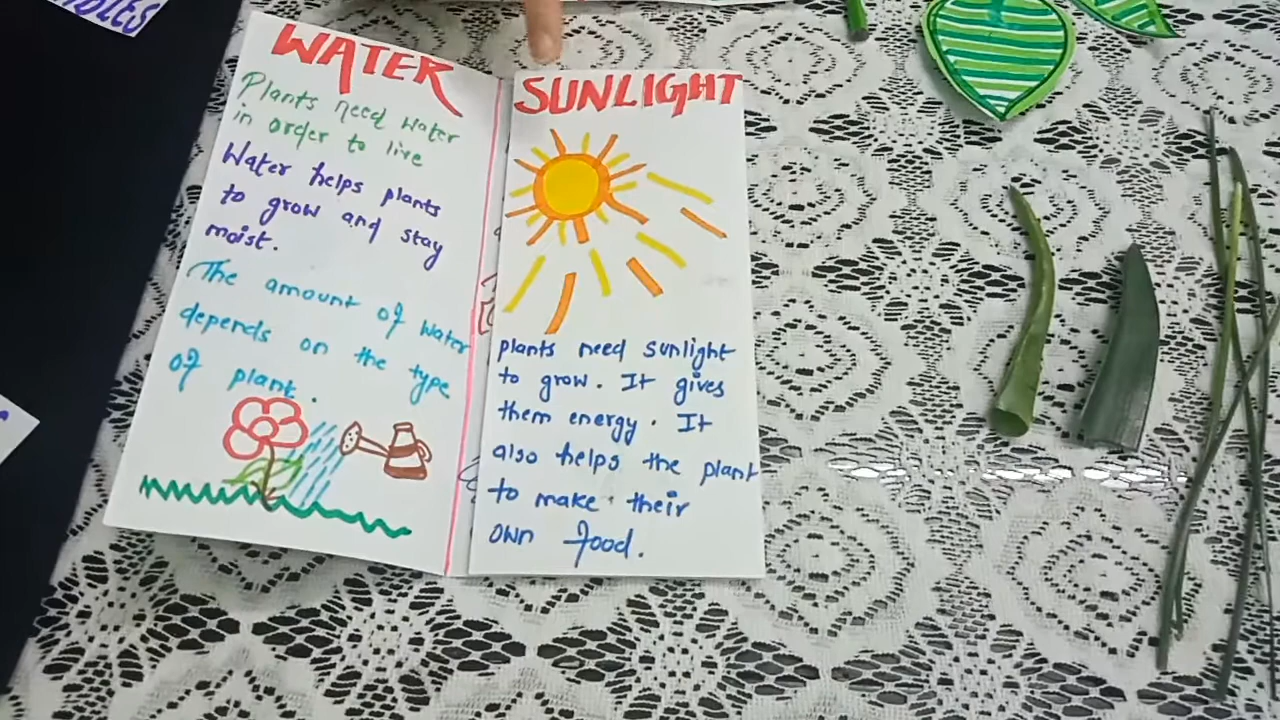 WATER
Plants need water
in order to live
Water helps plants
to grow and stay
moist.
The amount of water
depends on the type
of plant.
SUNLIGHT
plants need sunlight
to grow. It gives
them energy. It
also helps the plant
to make their
own food.